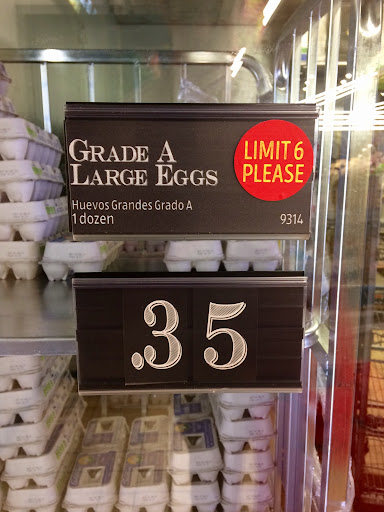 GRADE A
LARGE EGGS
LIMIT 6
PLEASE
Huevos Grandes Grado A
1 dozen
9314
.35